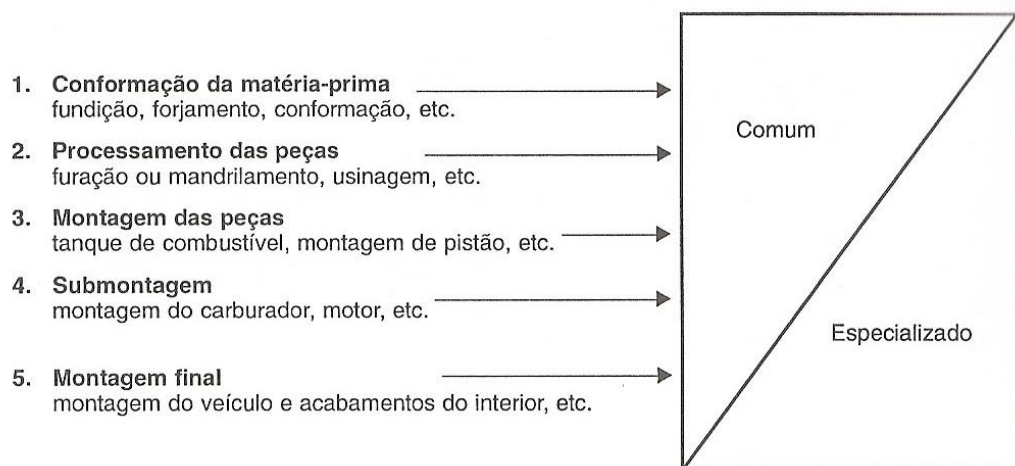 1. Conformação da matéria-prima
fundição, forjamento, conformação, etc.
2. Processamento das peças
furação ou mandrilamento, usinagem, etc.
3. Montagem das peças
tanque de combustível, montagem de pistão, etc.
4. Submontagem
montagem do carburador, motor, etc.
5. Montagem final
montagem do veículo e acabamentos do interior, etc.
Comum
Especializado